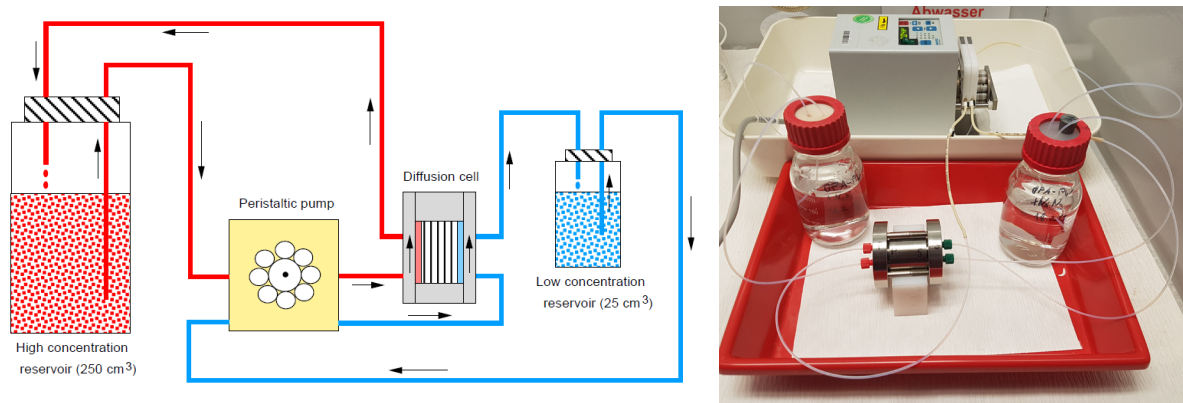 Peristaltic pump
Diffusion cell
High concentration
reservoir (250 cm³)
Low concentration
reservoir (25 cm³)
Abwasser